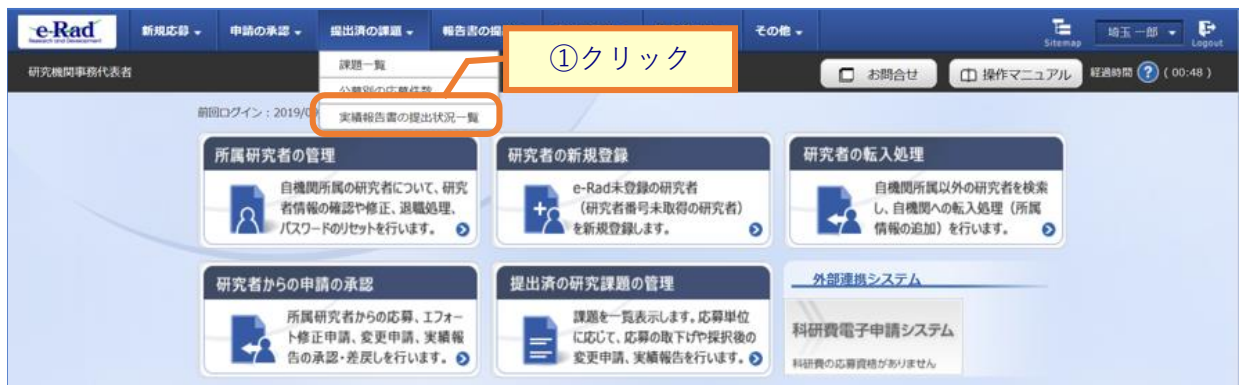 e-Rad
Research and Development
新規応募
申請の承認
提出済の課題
報告書の提
その他
Sitemap
埼玉 一郎
Logout
①クリック
研究機関事務代表者
課題一覧
公募別の応募件数
実績報告書の提出状況一覧
お問合せ
操作マニュアル
経過時間 ? ( 00:48 )
前回ログイン：2019/0
所属研究者の管理
自機関所属の研究者について、研究
者情報の確認や修正、退職処理、
パスワードのリセットを行います。
研究者の新規登録
e-Rad未登録の研究者
（研究者番号未取得の研究者）
を新規登録します。
研究者の転入処理
自機関所属以外の研究者を検索
し、自機関への転入処理（所属
情報の追加）を行います。
研究者からの申請の承認
所属研究者からの応募、エフォー
ト修正申請、変更申請、実績報
告の承認・差戻しを行います。
提出済の研究課題の管理
課題を一覧表示します。応募単位
に応じて、応募の取下げや採択後の
変更申請、実績報告を行います。
外部連携システム
科研費電子申請システム
科研費の応募資格がありません